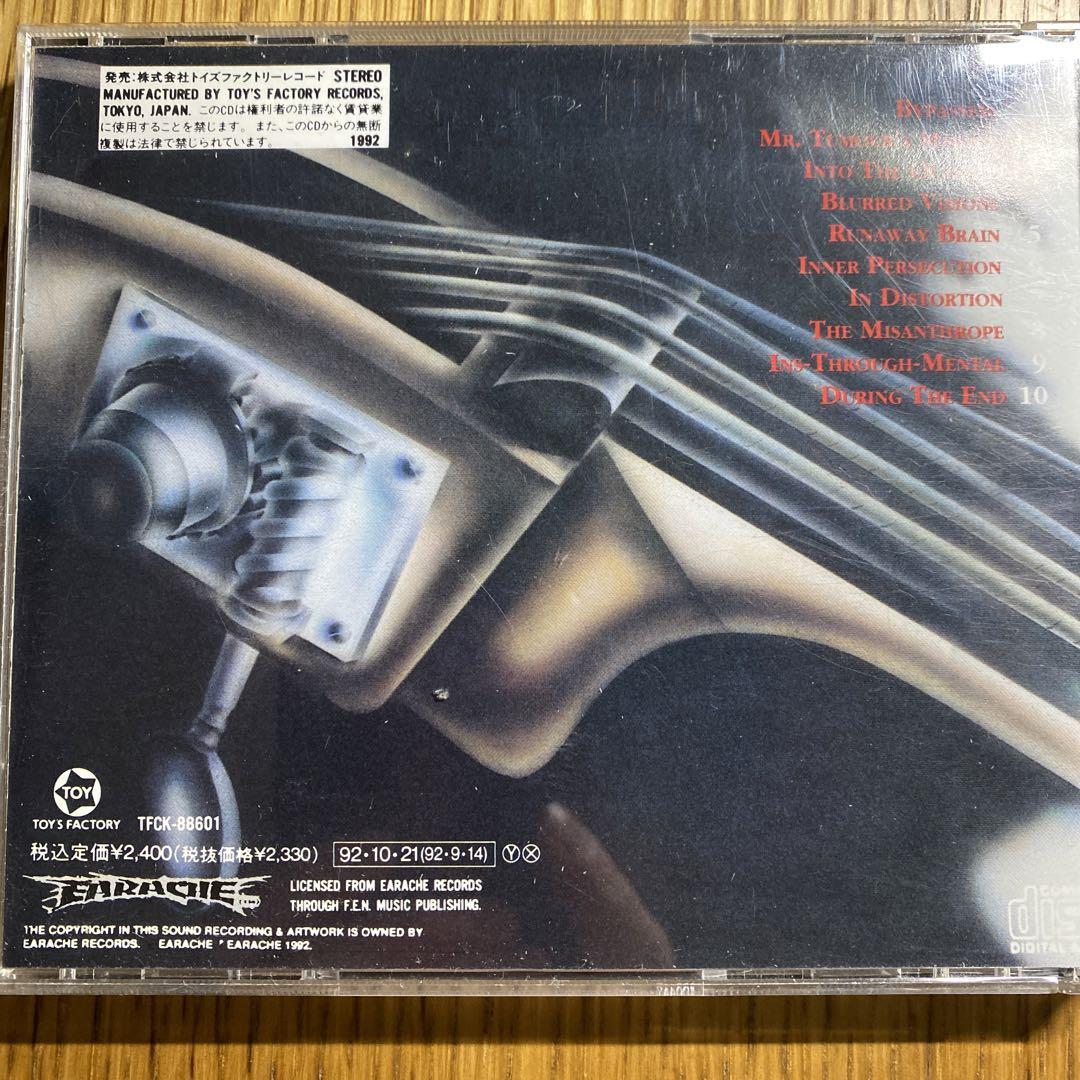 発売:株式会社トイズファクトリーレコード STEREO
MANUFACTURED BY TOY'S FACTORY RECORDS,
TOKYO, JAPAN. このCDは権利者の許諾なく賃貸業
に使用することを禁じます。また、このCDからの無断
複製は法律で禁じられています。 1992
MR.
INTO
BLURRED VISIONS
RUNAWAY BRAIN 5
INNER PERSECUTION
IN DISTORTION
THE MISANTHROPE
INS-THROUGH-MENTAL 9
DURING THE END 10
TOY
TOY'S FACTORY TFCK-88601
税込定価¥2,400(税抜価格¥2,330) 92・10・21(92・9・14) Ⓨ Ⓧ
EARACHE
LICENSED FROM EARACHE RECORDS
THROUGH F.E.N. MUSIC PUBLISHING.
THE COPYRIGHT IN THIS SOUND RECORDING & ARTWORK IS OWNED BY
EARACHE RECORDS. EARACHE ℗ EARACHE 1992.
COM
dis
DIGITAL A